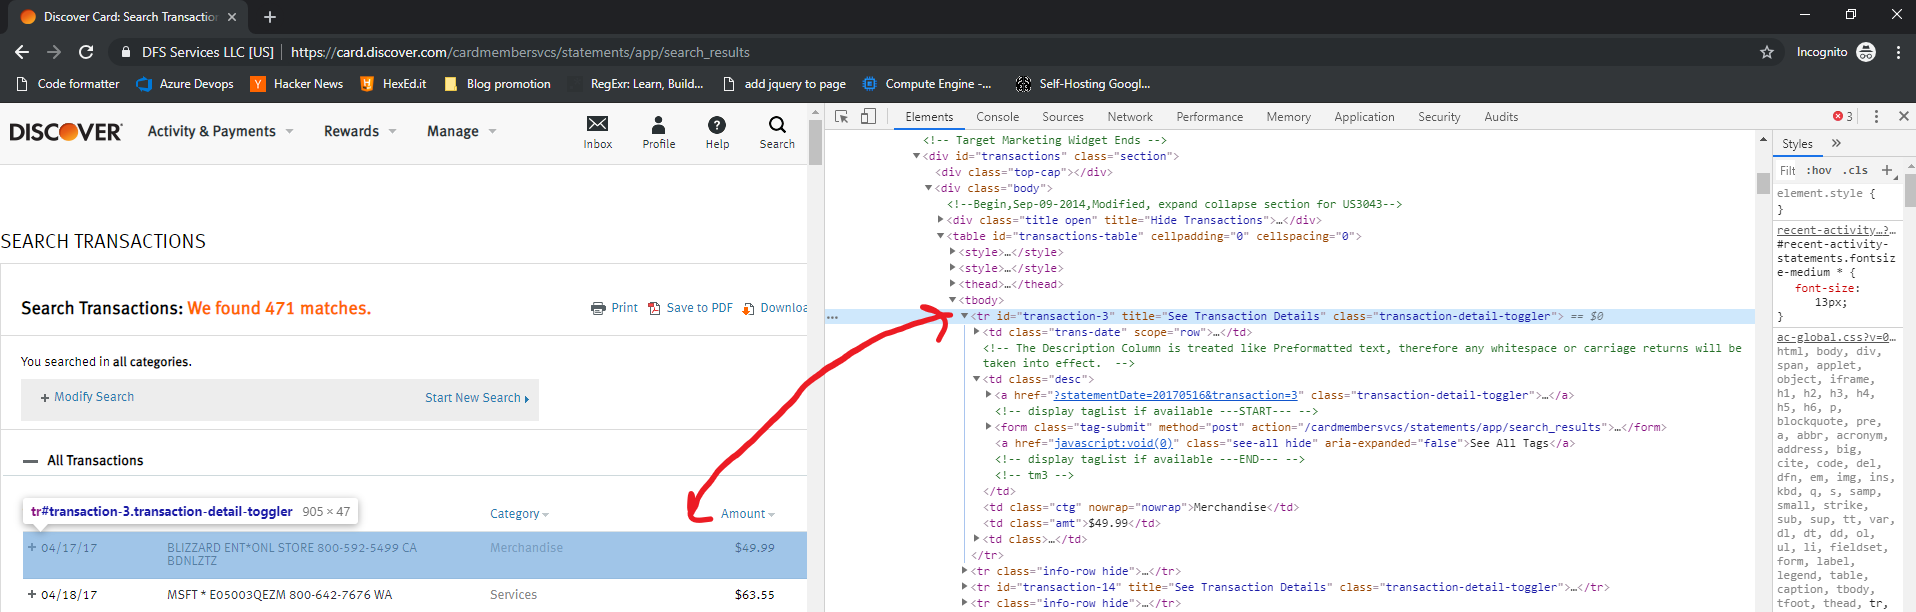 Discover Card: Search Transaction
DFS Services LLC [US] https://card.discover.com/cardmembersvcs/statements/app/search_results Incognito
Code formatter Azure Devops Hacker News HexEd.it Blog promotion RegExr: Learn, Build... add jquery to page Compute Engine -... Self-Hosting Googl...
DISCOVER Activity & Payments Rewards Manage Inbox Profile Help Search
SEARCH TRANSACTIONS
Search Transactions: We found 471 matches. Print Save to PDF Downloa
You searched in all categories.
+ Modify Search Start New Search
All Transactions
tr#transaction-3.transaction-detail-toggler 905 × 47
Category Amount
+ 04/17/17 BLIZZARD ENT*ONL STORE 800-592-5499 CA Merchandise $49.99
BDNLZTZ
+ 04/18/17 MSFT * E05003QEZM 800-642-7676 WA Services $63.55
Elements Console Sources Network Performance Memory Application Security Audits 3
<!-- Target Marketing Widget Ends -->
<div id="transactions" class="section">
<div class="top-cap"></div>
<div class="body">
<!--Begin,Sep-09-2014,Modified, expand collapse section for US3043-->
<div class="title open" title="Hide Transactions">…</div>
<table id="transactions-table" cellpadding="0" cellspacing="0">
<style>…</style>
<style>…</style>
<thead>…</thead>
<tbody>
… <tr id="transaction-3" title="See Transaction Details" class="transaction-detail-toggler"> == $0
<td class="trans-date" scope="row">…</td>
<!-- The Description Column is treated like Preformatted text, therefore any whitespace or carriage returns will be
taken into effect. -->
<td class="desc">
<a href="?statementDate=20170516&transaction=3" class="transaction-detail-toggler">…</a>
<!-- display tagList if available ---START--- -->
<form class="tag-submit" method="post" action="/cardmembersvcs/statements/app/search_results">…</form>
<a href="javascript:void(0)" class="see-all hide" aria-expanded="false">See All Tags</a>
<!-- display tagList if available ---END--- -->
<!-- tm3 -->
</td>
<td class="ctg" nowrap="nowrap">Merchandise</td>
<td class="amt">$49.99</td>
<td class>…</td>
</tr>
<tr class="info-row hide">…</tr>
<tr id="transaction-14" title="See Transaction Details" class="transaction-detail-toggler">…</tr>
<tr class="info-row hide">…</tr>
Styles »
Filt :hov .cls +
element.style {
}
recent-activity…?…
#recent-activity-
statements.fontsiz
e-medium * {
font-size:
13px;
}
ac-global.css?v=0…
html, body, div,
span, applet,
object, iframe,
h1, h2, h3, h4,
h5, h6, p,
blockquote, pre,
a, abbr, acronym,
address, big,
cite, code, del,
dfn, em, img, ins,
kbd, q, s, samp,
small, strike,
sub, sup, tt, var,
dl, dt, dd, ol,
ul, li, fieldset,
form, label,
legend, table,
caption, tbody,
tfoot, thead, tr,